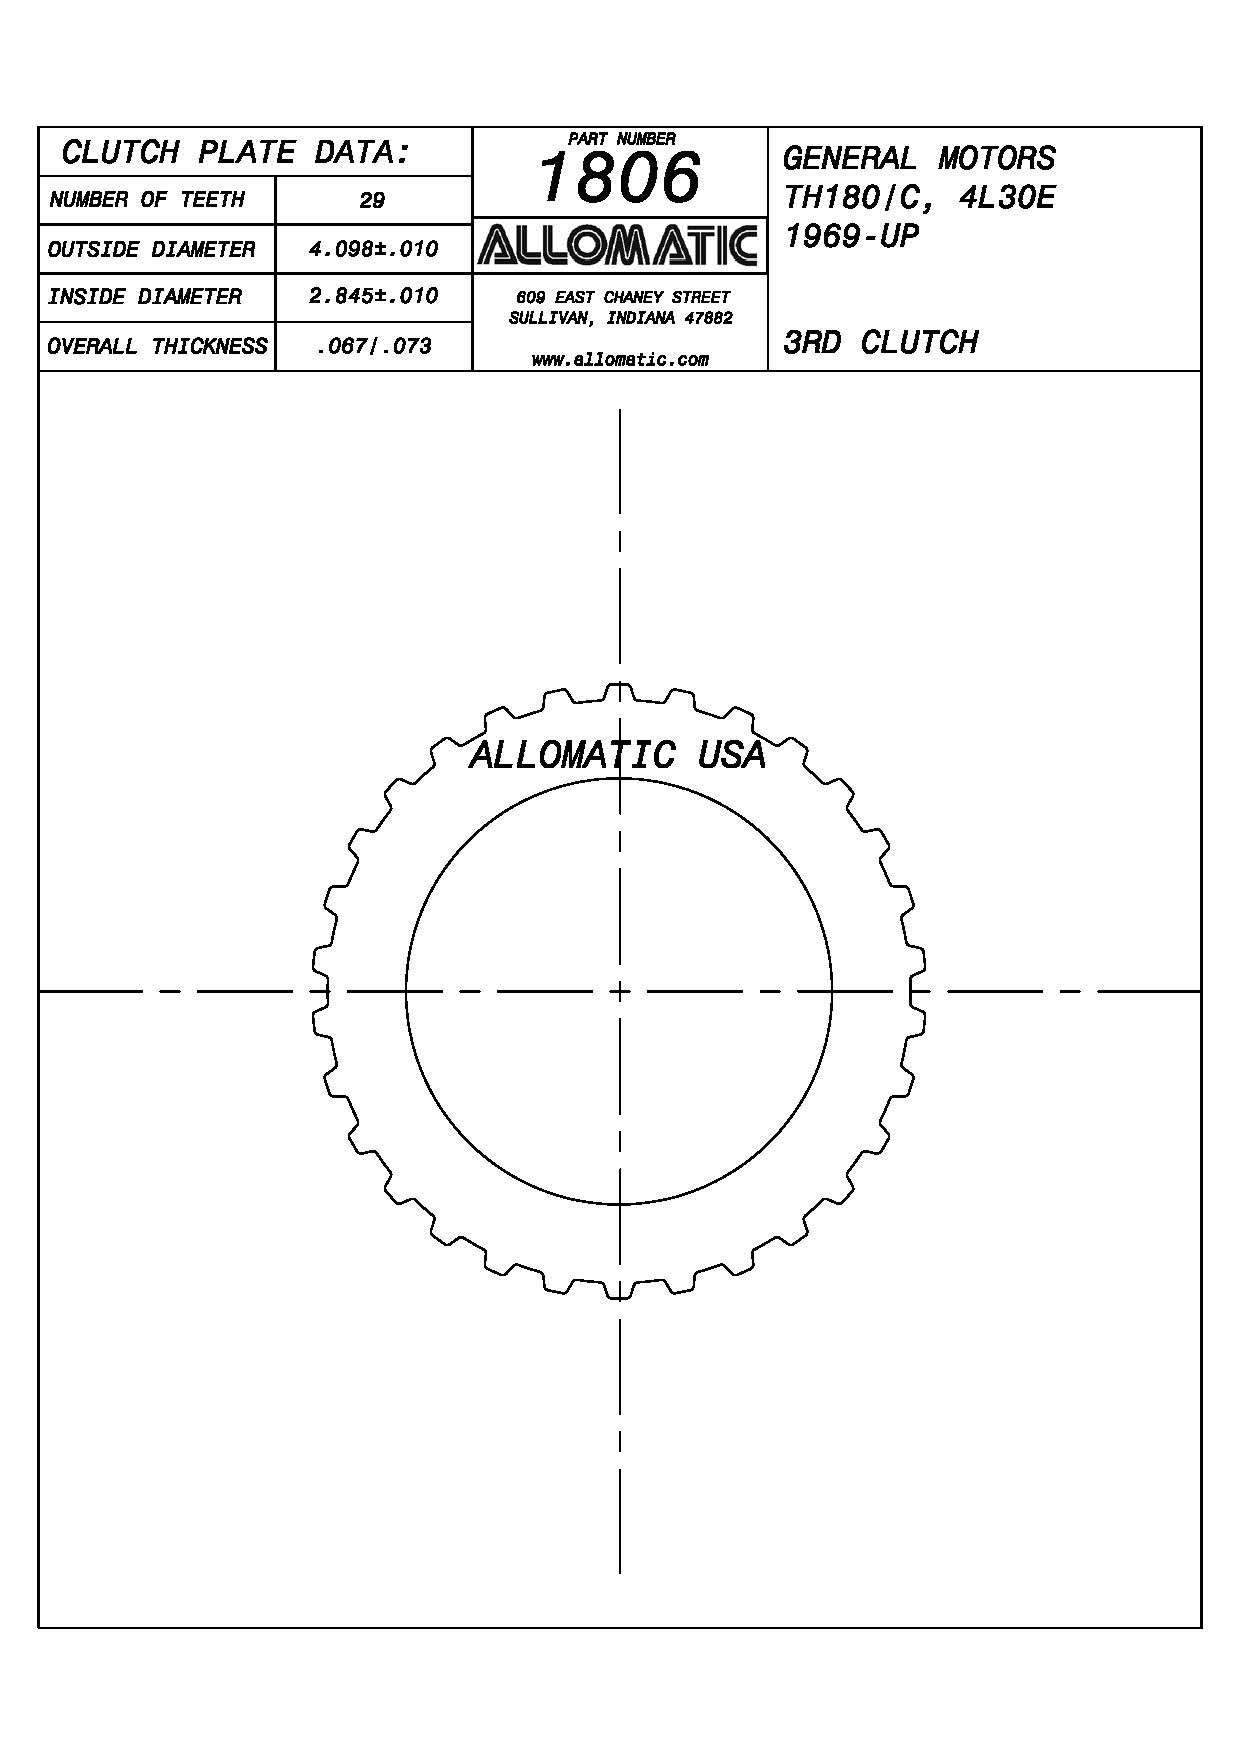 CLUTCH PLATE DATA:
NUMBER OF TEETH 29
OUTSIDE DIAMETER 4.098±.010
INSIDE DIAMETER 2.845±.010
OVERALL THICKNESS .067/.073
PART NUMBER
1806
ALLOMATIC
609 EAST CHANEY STREET
SULLIVAN, INDIANA 47882
www.allomatic.com
GENERAL MOTORS
TH180/C, 4L30E
1969-UP
3RD CLUTCH
ALLOMATIC USA